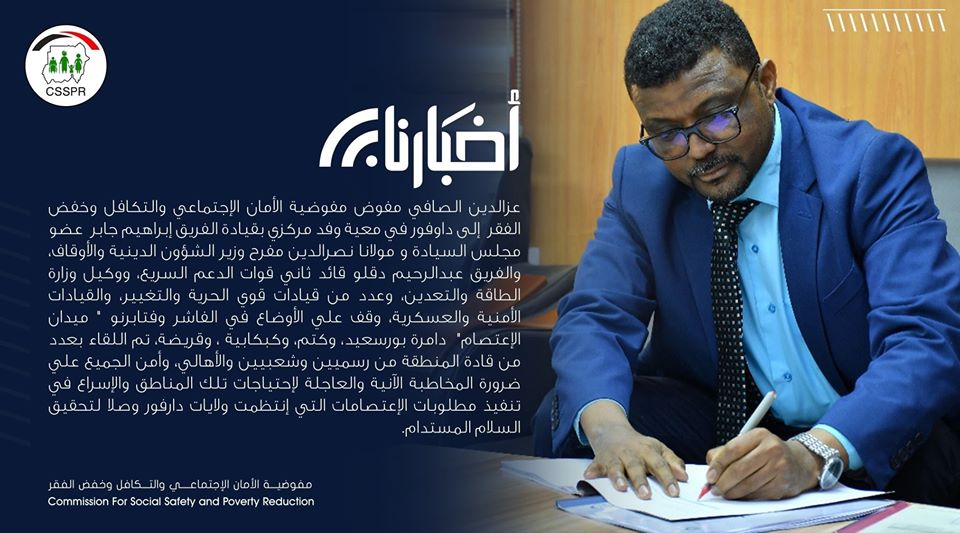 CSSPR
أخبارنا
عزالدين الصافي مفوض مفوضية الأمان الإجتماعي والتكافل وخفض
الفقر إلى داوفور في معية وفد مركزي بقيادة الفريق إبراهيم جابر عضو
مجلس السيادة و مولانا نصرالدين مفرح وزير الشؤون الدينية والأوقاف،
والفريق عبدالرحيم دقلو قائد ثاني قوات الدعم السريع، ووكيل وزارة
الطاقة والتعدين، وعدد من قيادات قوي الحرية والتغيير، والقيادات
الأمنية والعسكرية، وقف علي الأوضاع في الفاشر وفتابرنو " ميدان
الإعتصام" دامرة بورسعيد، وكتم، وكبكابية ، وقريضة، تم اللقاء بعدد
من قادة المنطقة من رسميين وشعبيين والأهالي، وأمن الجميع علي
ضرورة المخاطبة الآنية والعاجلة لإحتياجات تلك المناطق والإسراع في
تنفيذ مطلوبات الإعتصامات التي إنتظمت ولايات دارفور وصلا لتحقيق
السلام المستدام.
مفوضية الأمان الإجتماعي والتكافل وخفض الفقر
Commission For Social Safety and Poverty Reduction